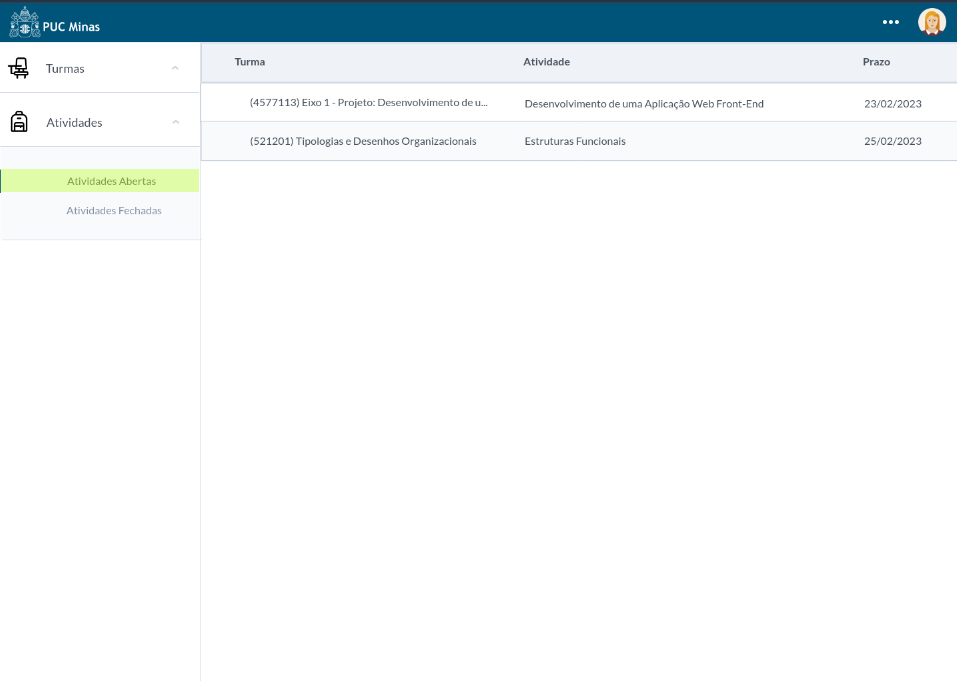 PUC Minas
Turmas
Atividades
Atividades Abertas
Atividades Fechadas
Turma Atividade Prazo
(4577113) Eixo 1 - Projeto: Desenvolvimento de u... Desenvolvimento de uma Aplicação Web Front-End 23/02/2023
(521201) Tipologias e Desenhos Organizacionais Estruturas Funcionais 25/02/2023